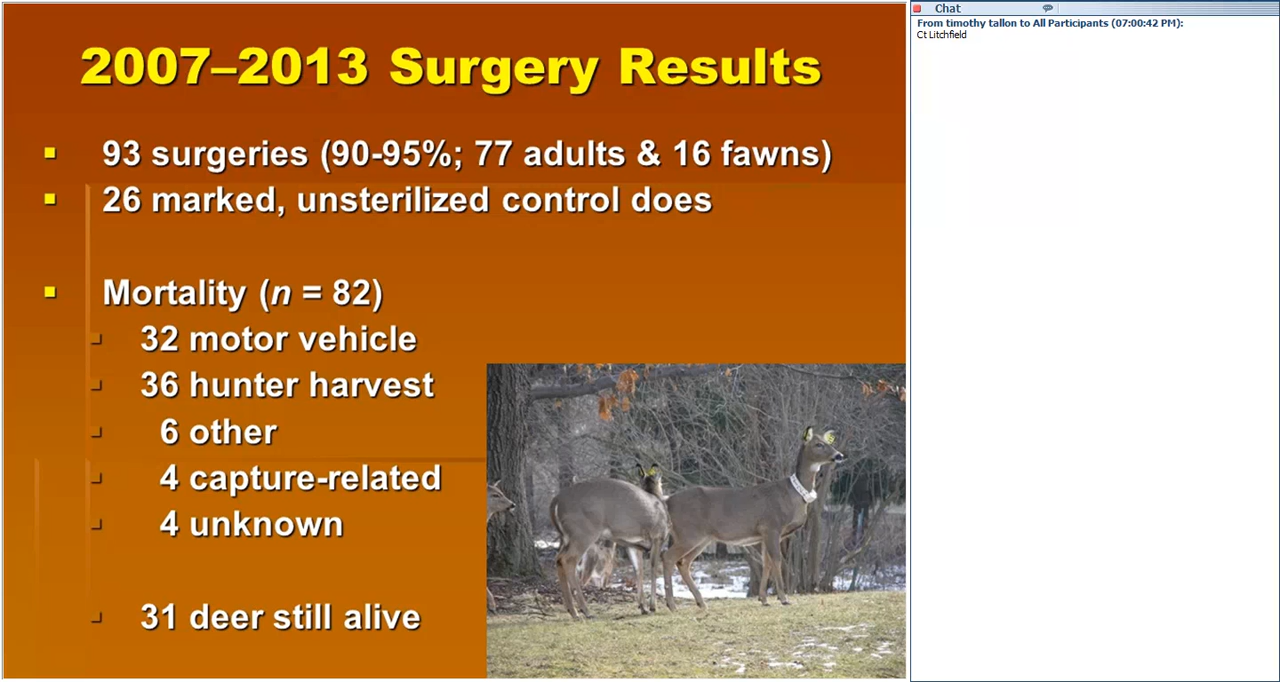 2007–2013 Surgery Results
93 surgeries (90-95%; 77 adults & 16 fawns)
26 marked, unsterilized control does
Mortality (n = 82)
32 motor vehicle
36 hunter harvest
6 other
4 capture-related
4 unknown
31 deer still alive
Chat
From timothy tallon to All Participants (07:00:42 PM):
Ct Litchfield